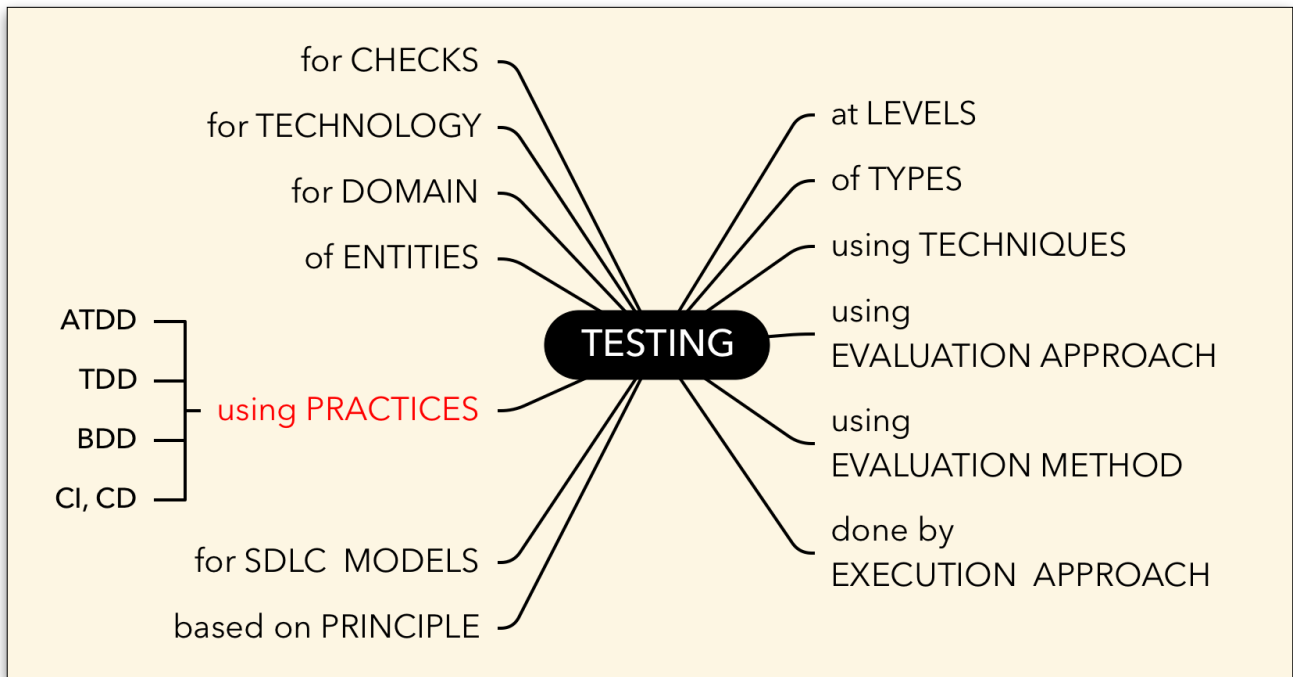 for CHECKS
for TECHNOLOGY
for DOMAIN
of ENTITIES
ATDD
TDD
BDD
CI, CD
using PRACTICES
for SDLC MODELS
based on PRINCIPLE
TESTING
at LEVELS
of TYPES
using TECHNIQUES
using
EVALUATION APPROACH
using
EVALUATION METHOD
done by
EXECUTION APPROACH